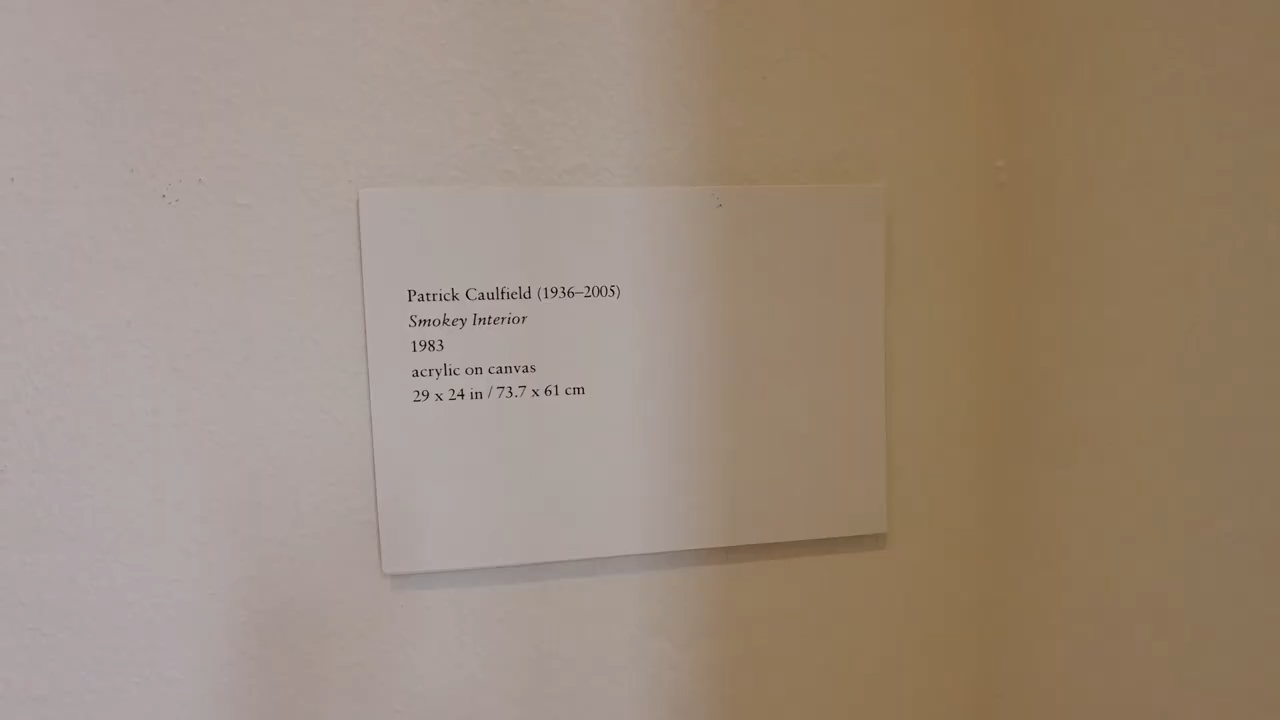 Patrick Caulfield (1936–2005)
Smokey Interior
1983
acrylic on canvas
29 x 24 in / 73.7 x 61 cm